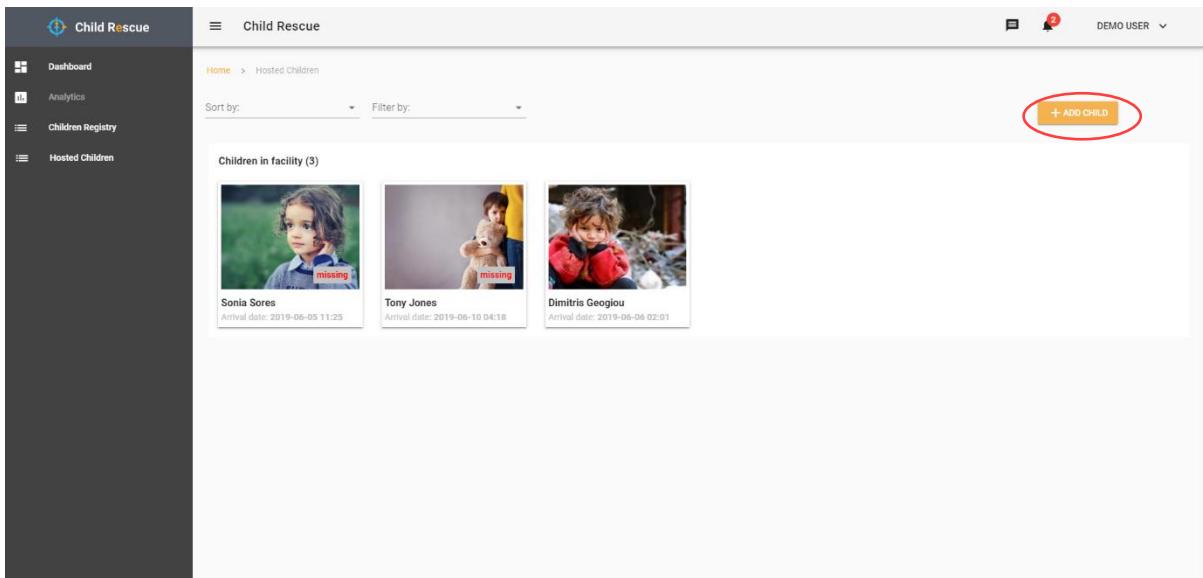 Child Rescue
Child Rescue
2
DEMO USER
Dashboard
Analytics
Children Registry
Hosted Children
Home > Hosted Children
Sort by:
Filter by:
+ ADD CHILD
Children in facility (3)
missing
Sonia Sores
Arrival date: 2019-06-05 11:25
missing
Tony Jones
Arrival date: 2019-06-10 04:18
Dimitris Geogiou
Arrival date: 2019-06-06 02:01